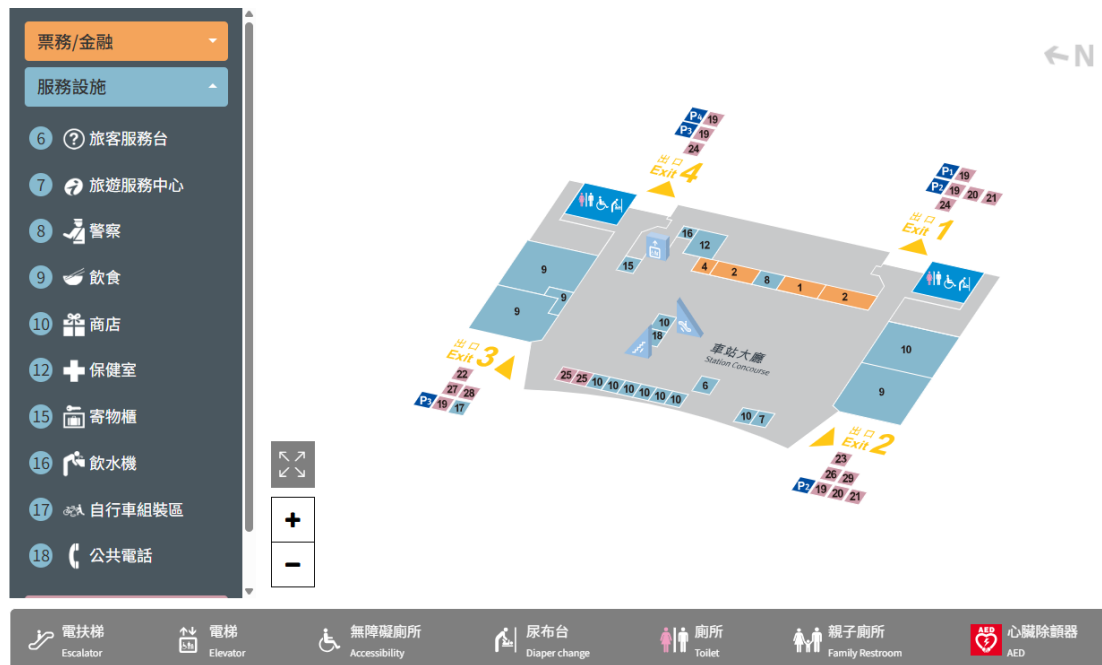 票務/金融
服務設施
6 旅客服務台
7 旅遊服務中心
8 警察
9 飲食
10 商店
12 保健室
15 寄物櫃
16 飲水機
17 自行車組裝區
18 公共電話
N
P4 19
P3 19
24
出口
Exit 4
P1 19
P2 19 20 21
24
出口
Exit 1
16
12
15
4 2 8 1 2
9
9
9
10
18
車站大廳
Station Concourse
10
9
25 25 10 10 10 10 10 10
6
10 7
出口
Exit 3
22
27 28
P3 19 17
出口
Exit 2
23
26 29
P2 19 20 21
+
−
電扶梯
Escalator
電梯
Elevator
無障礙廁所
Accessibility
尿布台
Diaper change
廁所
Toilet
親子廁所
Family Restroom
AED
心臟除顫器
AED